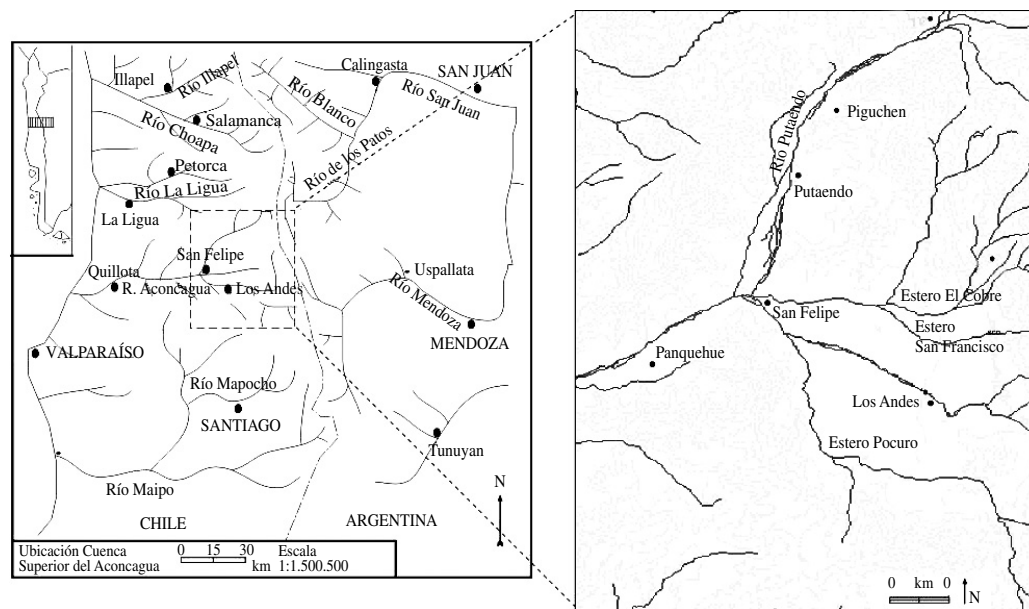 Calingasta
SAN JUAN
Illapel
Río Illapel
Río Blanco
Río San Juan
Salamanca
Río Choapa
Petorca
Río de los Patos
Río La Ligua
La Ligua
San Felipe
Quillota
R. Aconcagua
Los Andes
Uspallata
Río Mendoza
MENDOZA
VALPARAÍSO
Río Mapocho
SANTIAGO
Tunuyan
Río Maipo
N
CHILE
ARGENTINA
Ubicación Cuenca
Superior del Aconcagua
0 15 30
km
Escala
1:1.500.500
Río Putaendo
Piguchen
Putaendo
Estero El Cobre
San Felipe
Estero
San Francisco
Panquehue
Los Andes
Estero Pocuro
0 km 0
N